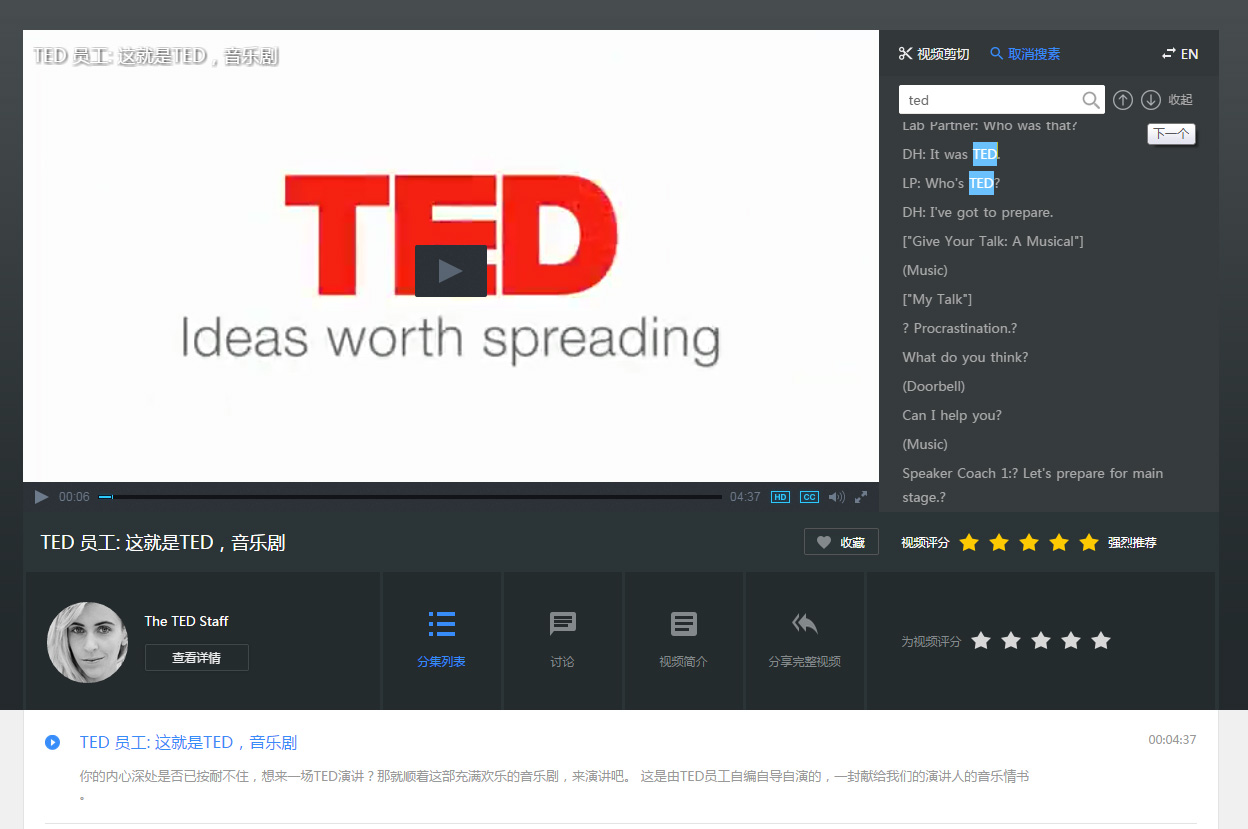 TED 员工: 这就是TED，音乐剧
TED
Ideas worth spreading
00:06
04:37
HD
CC
视频剪切
取消搜素
EN
ted
收起
下一个
Lab Partner: Who was that?
DH: It was TED.
LP: Who's TED?
DH: I've got to prepare.
["Give Your Talk: A Musical"]
(Music)
["My Talk"]
? Procrastination.?
What do you think?
(Doorbell)
Can I help you?
(Music)
Speaker Coach 1:? Let's prepare for main
stage.?
TED 员工: 这就是TED，音乐剧
收藏
视频评分
强烈推荐
The TED Staff
查看详情
分集列表
讨论
视频简介
分享完整视频
为视频评分
TED 员工: 这就是TED，音乐剧
00:04:37
你的内心深处是否已按耐不住，想来一场TED演讲？那就顺着这部充满欢乐的音乐剧，来演讲吧。 这是由TED员工自编自导自演的，一封献给我们的演讲人的音乐情书
。